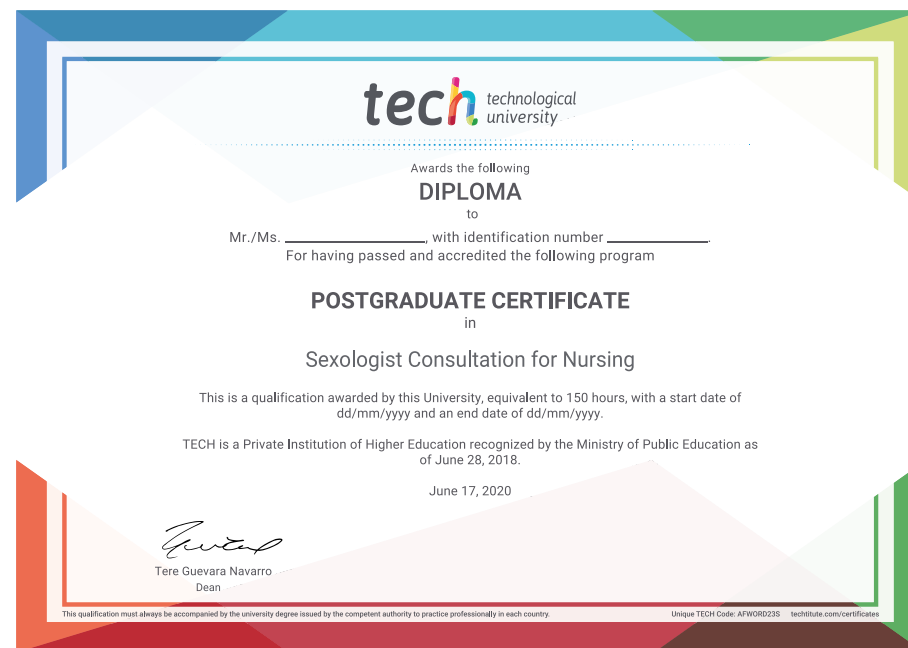 tech technological
university
Awards the following
DIPLOMA
to
Mr./Ms. ____________________, with identification number ______________.
For having passed and accredited the following program
POSTGRADUATE CERTIFICATE
in
Sexologist Consultation for Nursing
This is a qualification awarded by this University, equivalent to 150 hours, with a start date of
dd/mm/yyyy and an end date of dd/mm/yyyy.
TECH is a Private Institution of Higher Education recognized by the Ministry of Public Education as
of June 28, 2018.
June 17, 2020
Tere Guevara Navarro
Dean
This qualification must always be accompanied by the university degree issued by the competent authority to practice professionally in each country. Unique TECH Code: AFWORD23S techtitute.com/certificates